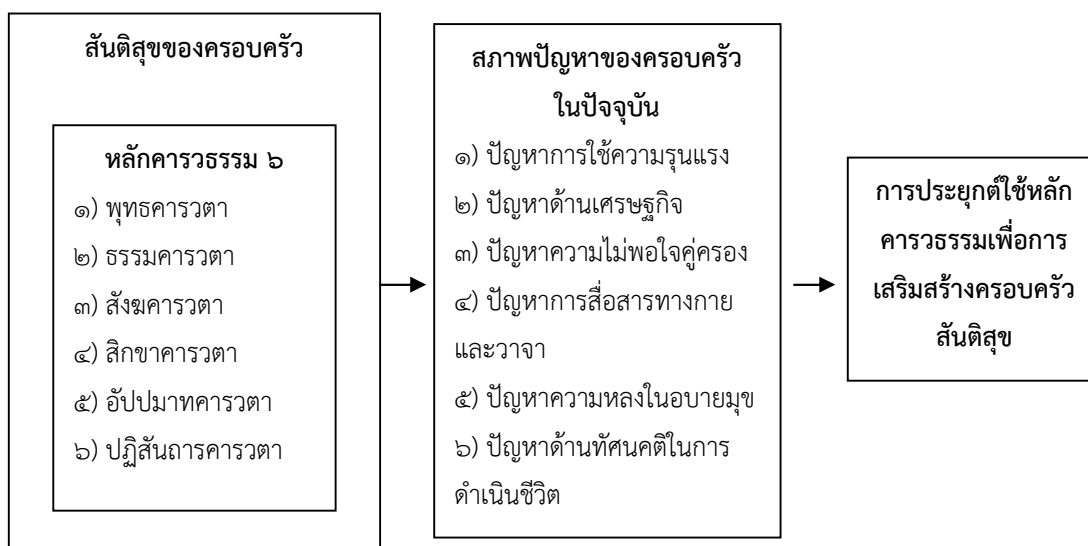 สันติสุขของครอบครัว
หลักคารวธรรม ๖
๑) พุทธคารวตา
๒) ธรรมคารวตา
๓) สังฆคารวตา
๔) สิกขาคารวตา
๕) อัปปมาทคารวตา
๖) ปฏิสันถารคารวตา
สภาพปัญหาของครอบครัว
ในปัจจุบัน
๑) ปัญหาการใช้ความรุนแรง
๒) ปัญหาด้านเศรษฐกิจ
๓) ปัญหาความไม่พอใจคู่ครอง
๔) ปัญหาการสื่อสารทางกาย
และวาจา
๕) ปัญหาความหลงในอบายมุข
๖) ปัญหาด้านทัศนคติในการ
ดำเนินชีวิต
การประยุกต์ใช้หลัก
คารวธรรมเพื่อการ
เสริมสร้างครอบครัว
สันติสุข